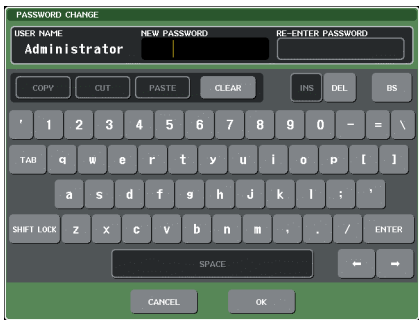 PASSWORD CHANGE
USER NAME NEW PASSWORD RE-ENTER PASSWORD
Administrator
COPY CUT PASTE CLEAR INS DEL BS
' 1 2 3 4 5 6 7 8 9 0 - = \
TAB q w e r t y u i o p [ ]
a s d f g h j k l ; '
SHIFT LOCK z x c v b n m , . / ENTER
SPACE ← →
CANCEL OK